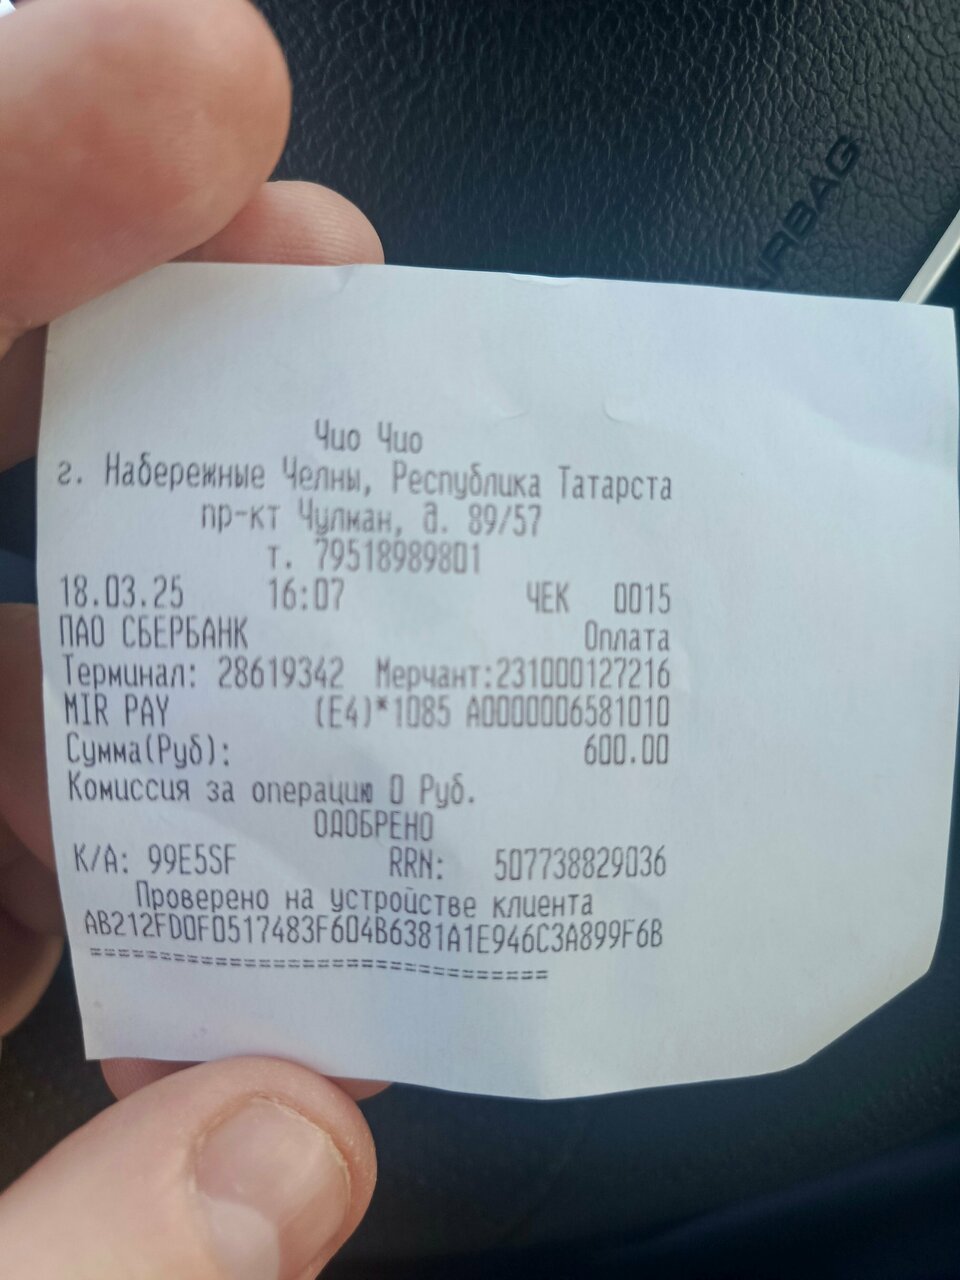 AIRBAG
Чио Чио
г. Набережные Челны, Республика Татарста
пр-кт Чулман, д. 89/57
т. 79518989801
18.03.25 16:07 ЧЕК 0015
ПАО СБЕРБАНК Оплата
Терминал: 28619342 Мерчант:231000127216
MIR PAY (E4)*1085 A0000006581010
Сумма(Руб): 600.00
Комиссия за операцию 0 Руб.
ОДОБРЕНО
К/А: 99E5SF RRN: 507738829036
Проверено на устройстве клиента
AB212FD0F0517483F604B6381A1E946C3A899F6B
==================================